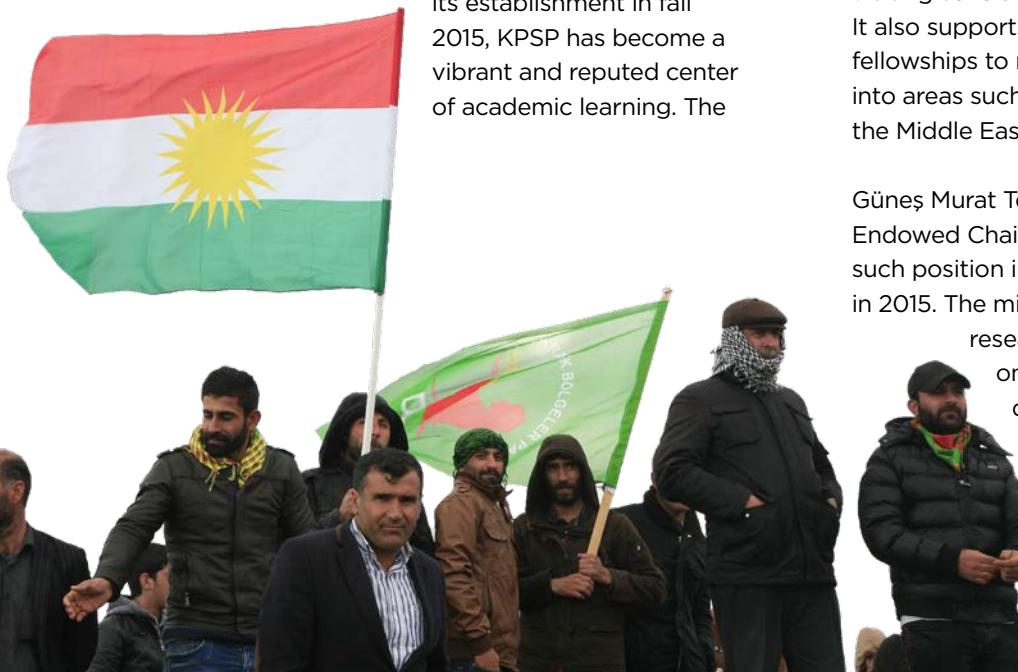 its establishment in fall
2015, KPSP has become a
vibrant and reputed center
of academic learning. The
It also support
fellowships to
into areas such
the Middle Eas
Güneş Murat T
Endowed Chai
such position i
in 2015. The mi
rese
BÖLGELER PA